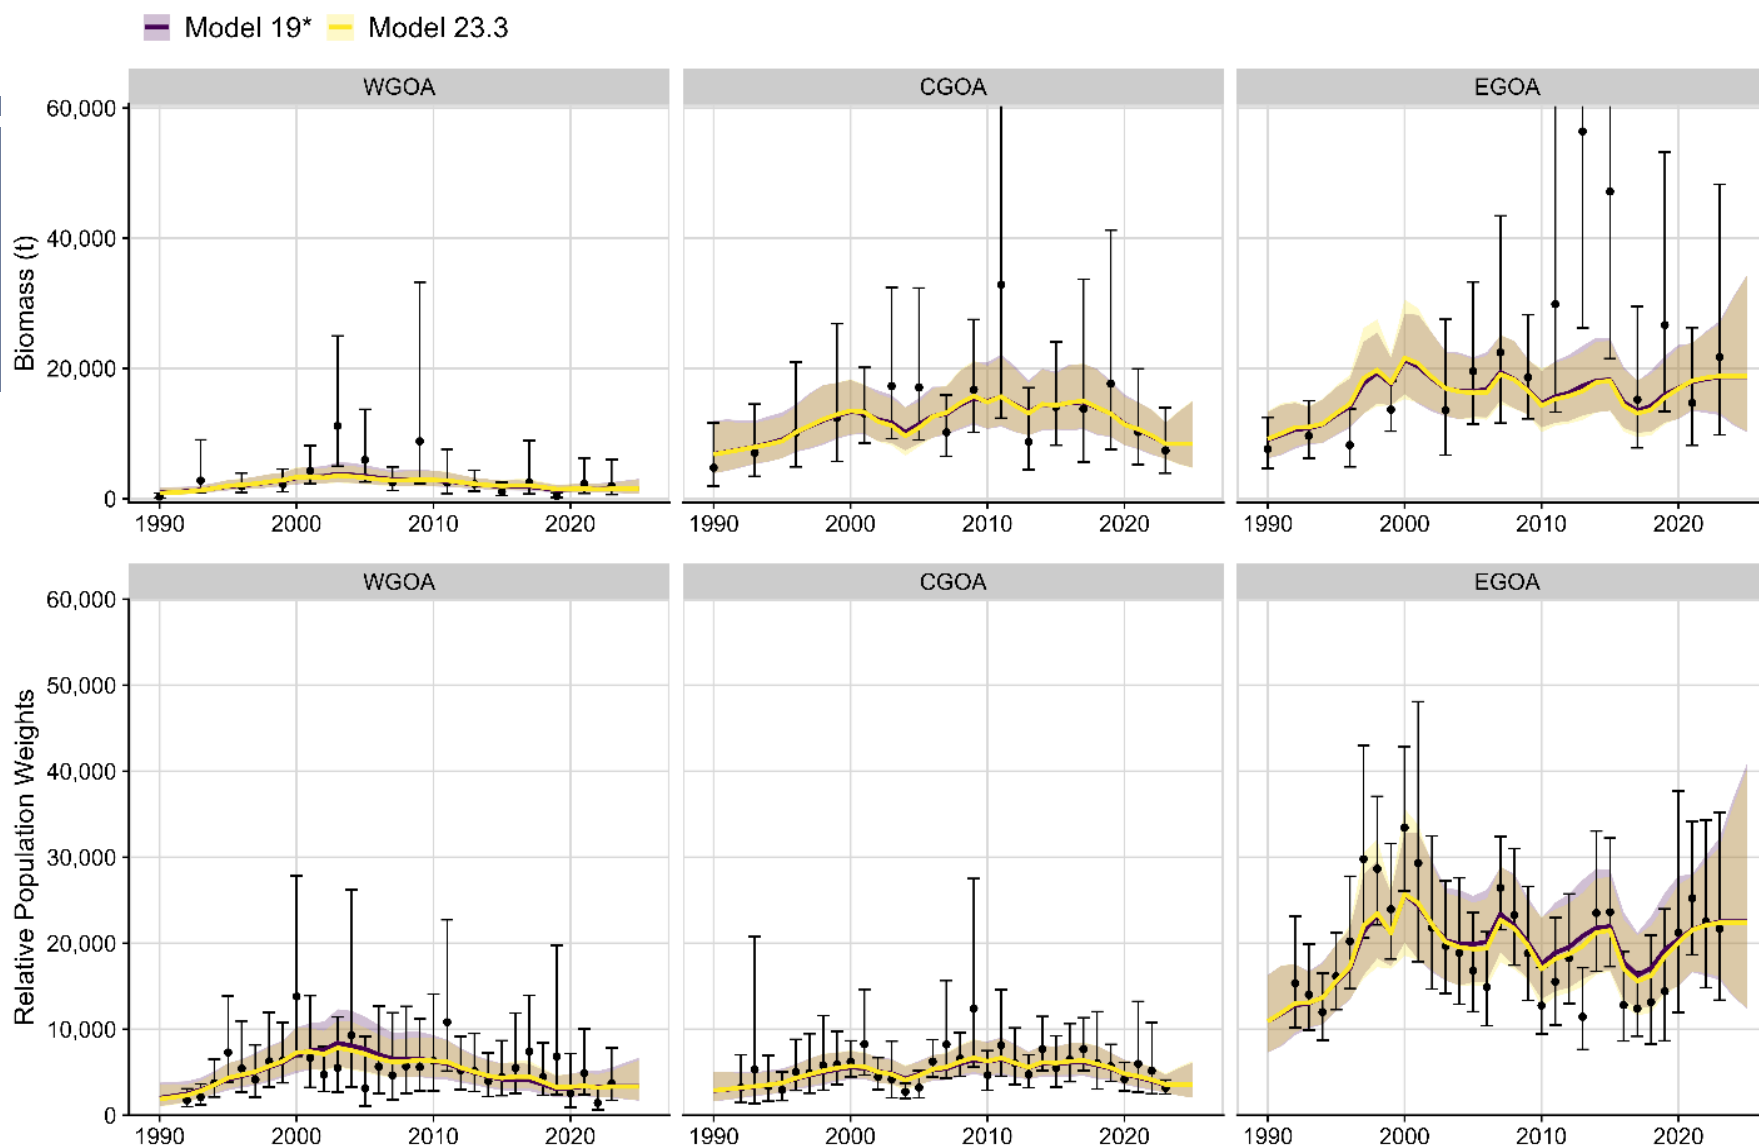 Model 19* Model 23.3
WGOA CGOA EGOA
Biomass (t)
60,000
40,000
20,000
0
1990 2000 2010 2020 1990 2000 2010 2020 1990 2000 2010 2020
WGOA CGOA EGOA
Relative Population Weights
60,000
50,000
40,000
30,000
20,000
10,000
0
1990 2000 2010 2020 1990 2000 2010 2020 1990 2000 2010 2020